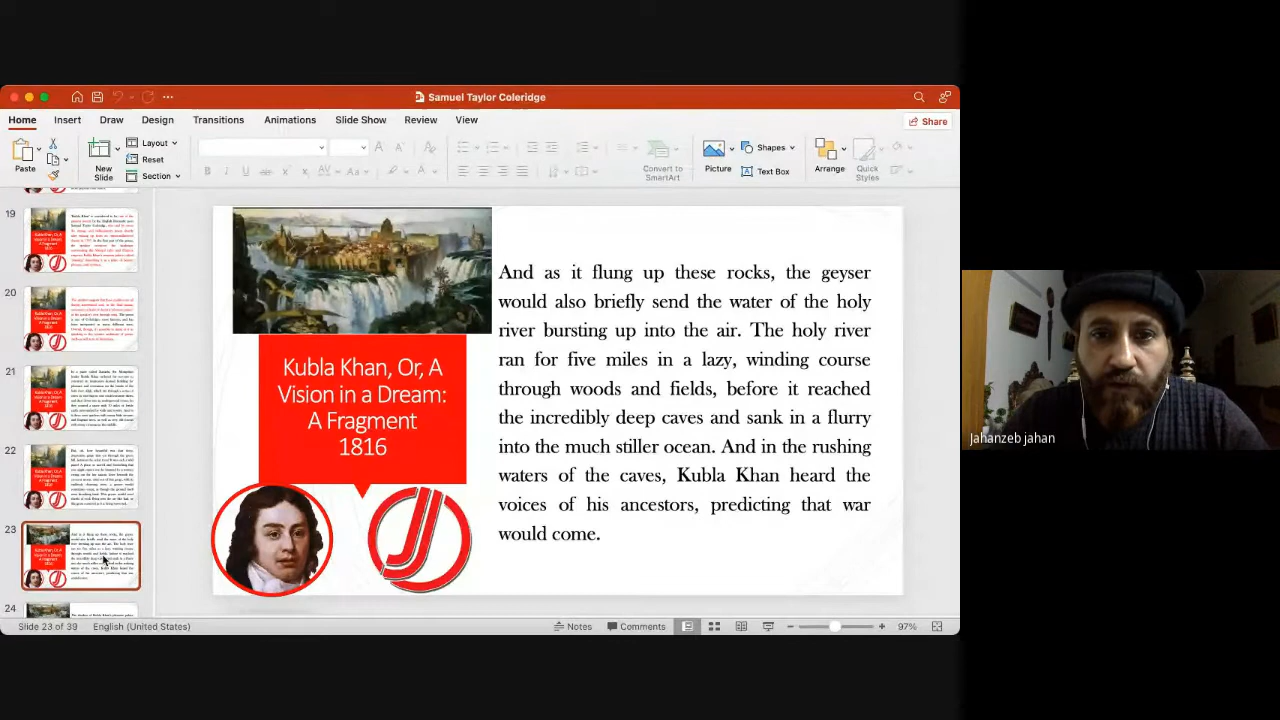 Samuel Taylor Coleridge
Home Insert Draw Design Transitions Animations Slide Show Review View Share
Paste
New
Slide
Layout
Reset
Section
Convert to
SmartArt
Picture
Shapes
Text Box
Arrange
Quick
Styles
19
20
21
22
23
24
Kubla Khan, Or, A
Vision in a Dream:
A Fragment
1816
And as it flung up these rocks, the geyser
would also briefly send the water of the holy
river bursting up into the air. The holy river
ran for five miles in a lazy, winding course
through woods and fields, before it reached
the incredibly deep caves and sank in a flurry
into the much stiller ocean. And in the rushing
waters of the caves, Kubla Khan heard the
voices of his ancestors, predicting that war
would come.
Jahanzeb jahan
Slide 23 of 39 English (United States) Notes Comments 97%